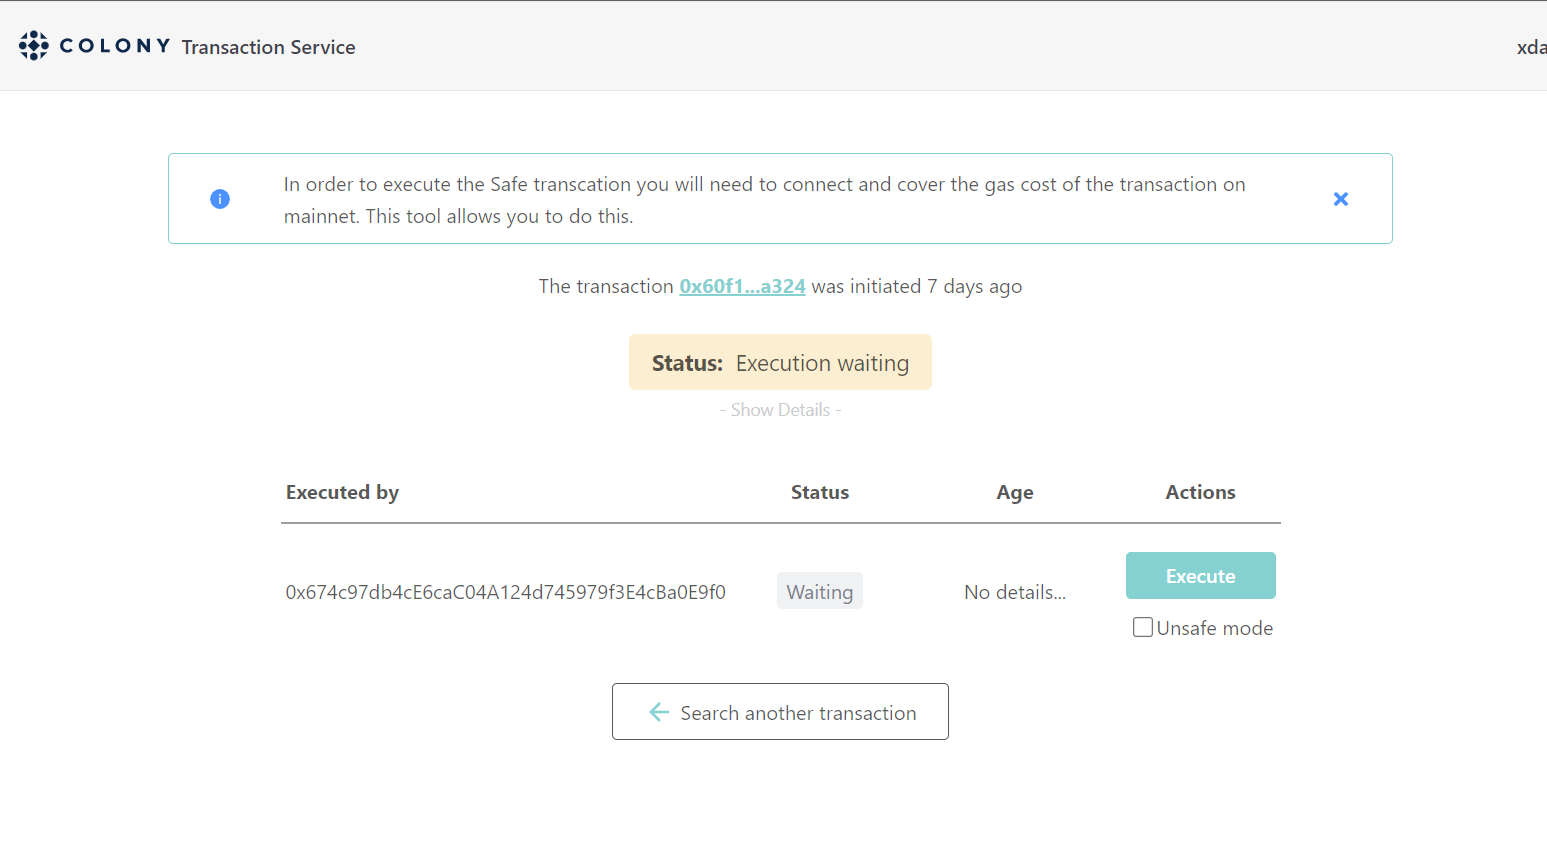 COLONY Transaction Service
xda
In order to execute the Safe transcation you will need to connect and cover the gas cost of the transaction on
mainnet. This tool allows you to do this.
The transaction 0x60f1...a324 was initiated 7 days ago
Status: Execution waiting
- Show Details -
Executed by Status Age Actions
0x674c97db4cE6caC04A124d745979f3E4cBa0E9f0 Waiting No details... Execute
Unsafe mode
Search another transaction